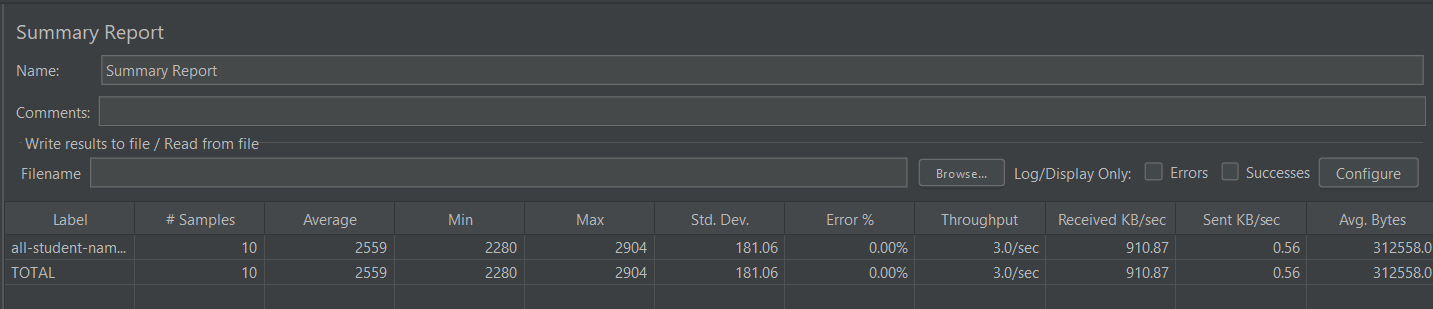 Summary Report
Name: Summary Report
Comments:
Write results to file / Read from file
Filename Browse... Log/Display Only: Errors Successes Configure
Label # Samples Average Min Max Std. Dev. Error % Throughput Received KB/sec Sent KB/sec Avg. Bytes
all-student-nam... 10 2559 2280 2904 181.06 0.00% 3.0/sec 910.87 0.56 312558.0
TOTAL 10 2559 2280 2904 181.06 0.00% 3.0/sec 910.87 0.56 312558.0